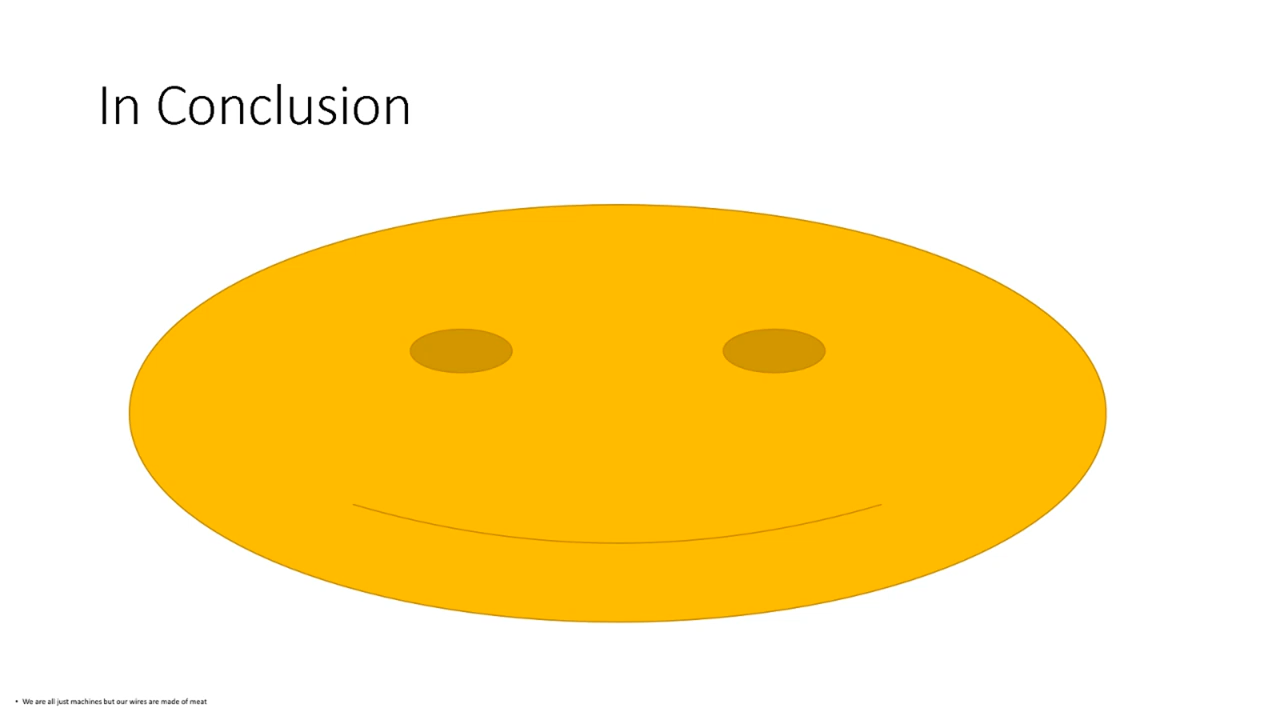 In Conclusion
• We are all just machines but our wires are made of meat